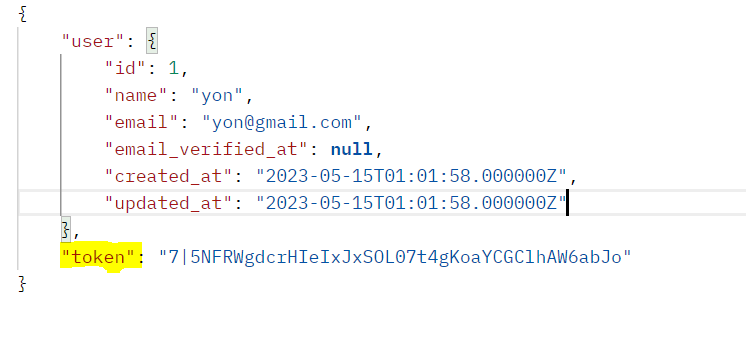 {
"user": {
"id": 1,
"name": "yon",
"email": "yon@gmail.com",
"email_verified_at": null,
"created_at": "2023-05-15T01:01:58.000000Z",
"updated_at": "2023-05-15T01:01:58.000000Z"
},
"token": "7|5NFRWgdcrHIeIxJxSOL07t4gKoaYCGClhAW6abJo"
}